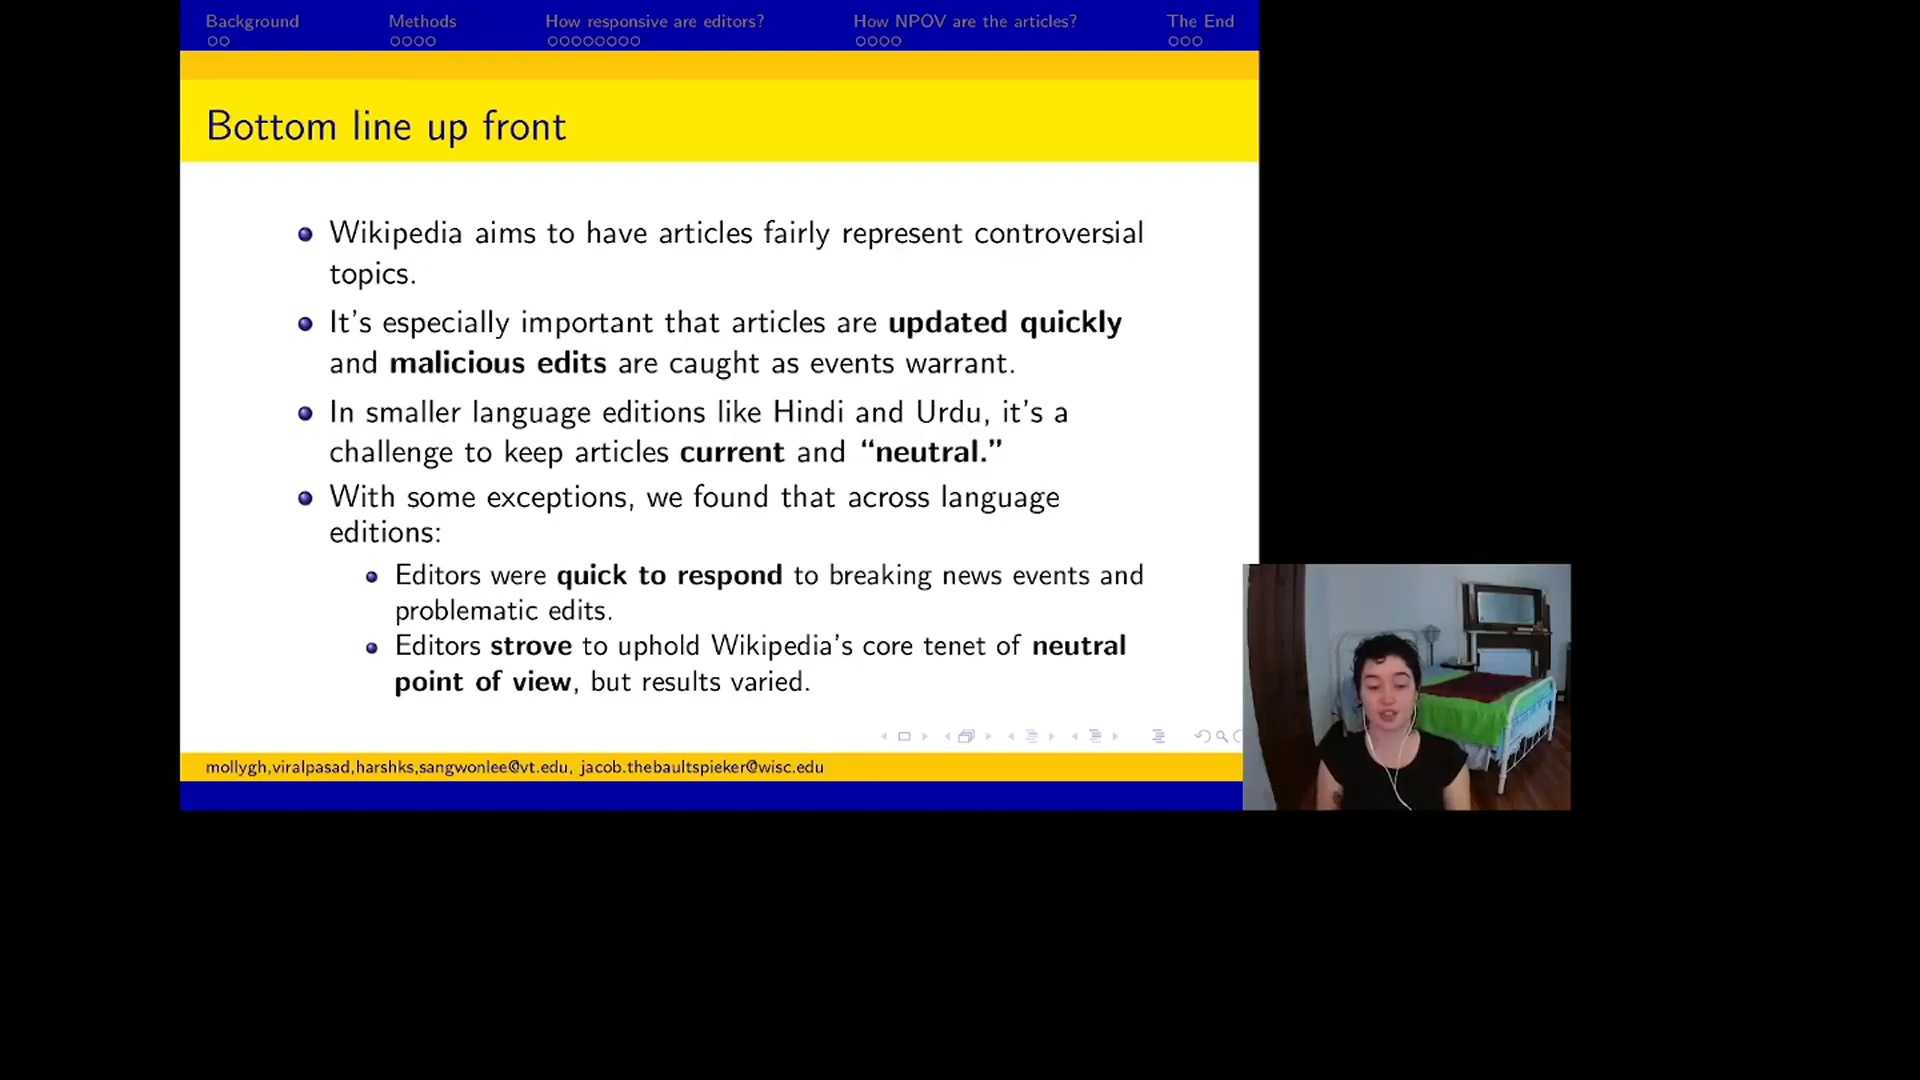 Background
Methods
How responsive are editors?
How NPOV are the articles?
The End
Bottom line up front
Wikipedia aims to have articles fairly represent controversial
topics.
It's especially important that articles are updated quickly
and malicious edits are caught as events warrant.
In smaller language editions like Hindi and Urdu, it's a
challenge to keep articles current and “neutral.”
With some exceptions, we found that across language
editions:
Editors were quick to respond to breaking news events and
problematic edits.
Editors strove to uphold Wikipedia's core tenet of neutral
point of view, but results varied.
mollygh,viralpasad,harshks,sangwonlee@vt.edu, jacob.thebaultspieker@wisc.edu